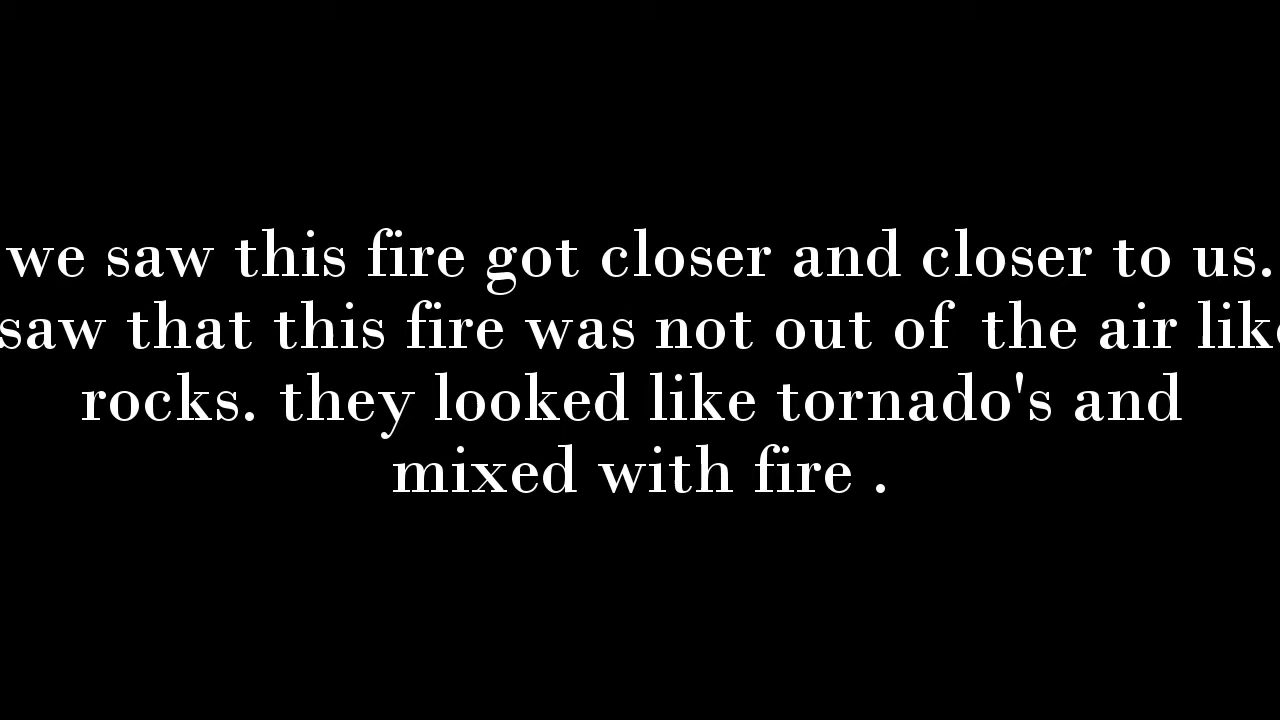 we saw this fire got closer and closer to us.
saw that this fire was not out of  the air like
rocks. they looked like tornado's and
mixed with fire .